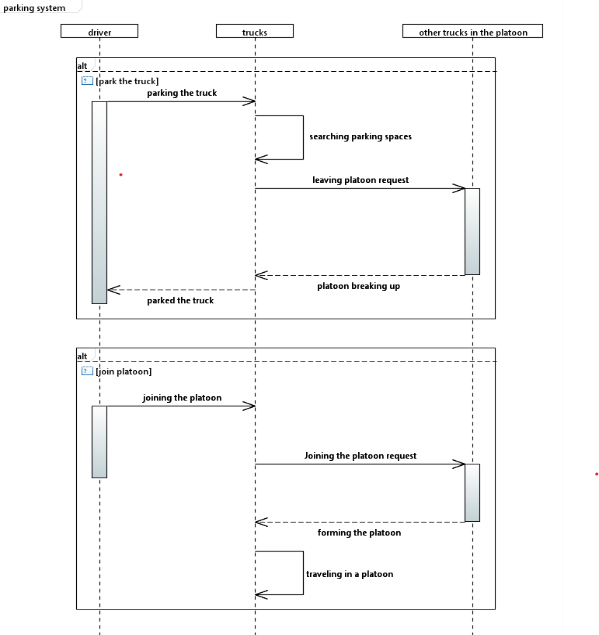 parking system
driver
trucks
other trucks in the platoon
alt
[park the truck]
parking the truck
searching parking spaces
leaving platoon request
platoon breaking up
parked the truck
alt
[join platoon]
joining the platoon
Joining the platoon request
forming the platoon
traveling in a platoon